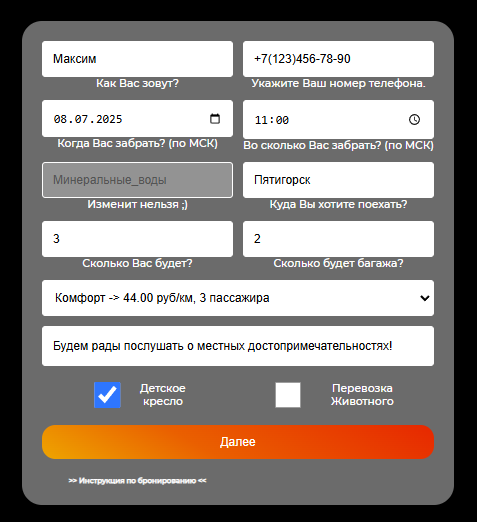 Максим +7(123)456-78-90
Как Вас зовут? Укажите Ваш номер телефона.
08.07.2025 11:00
Когда Вас забрать? (по МСК) Во сколько Вас забрать? (по МСК)
Минеральные_воды Пятигорск
Изменит нельзя ;) Куда Вы хотите поехать?
3 2
Сколько Вас будет? Сколько будет багажа?
Комфорт -> 44.00 руб/км, 3 пассажира
Будем рады послушать о местных достопримечательностях!
Детское Перевозка
кресло Животного
Далее
>> Инструкция по бронированию <<